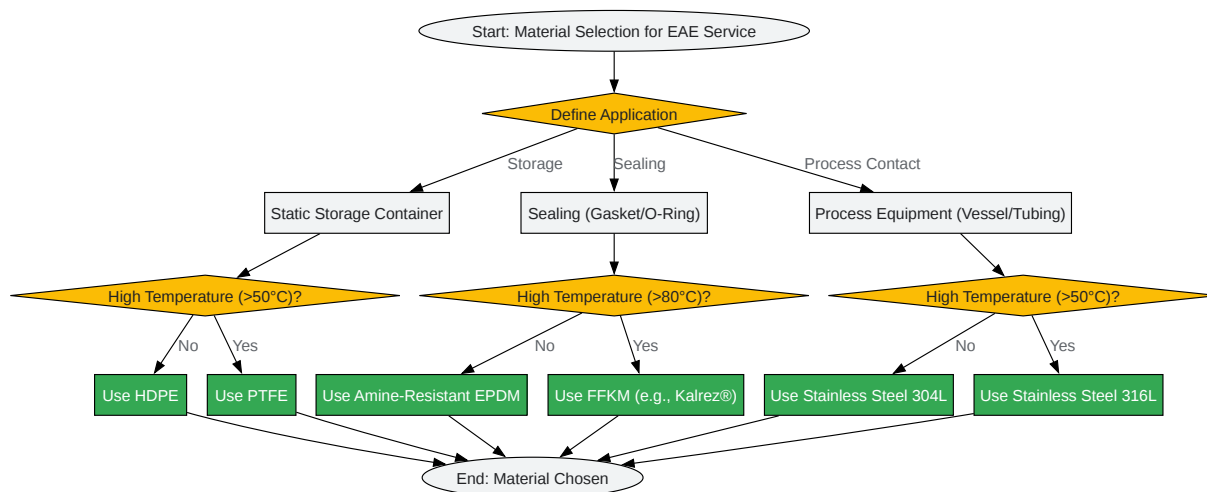 Start: Material Selection for EAE Service
Define Application
Storage
Sealing
Process Contact
Static Storage Container
Sealing (Gasket/O-Ring)
Process Equipment (Vessel/Tubing)
High Temperature (>50°C)?
High Temperature (>80°C)?
High Temperature (>50°C)?
No
Yes
No
Yes
No
Yes
Use HDPE
Use PTFE
Use Amine-Resistant EPDM
Use FFKM (e.g., Kalrez®)
Use Stainless Steel 304L
Use Stainless Steel 316L
End: Material Chosen